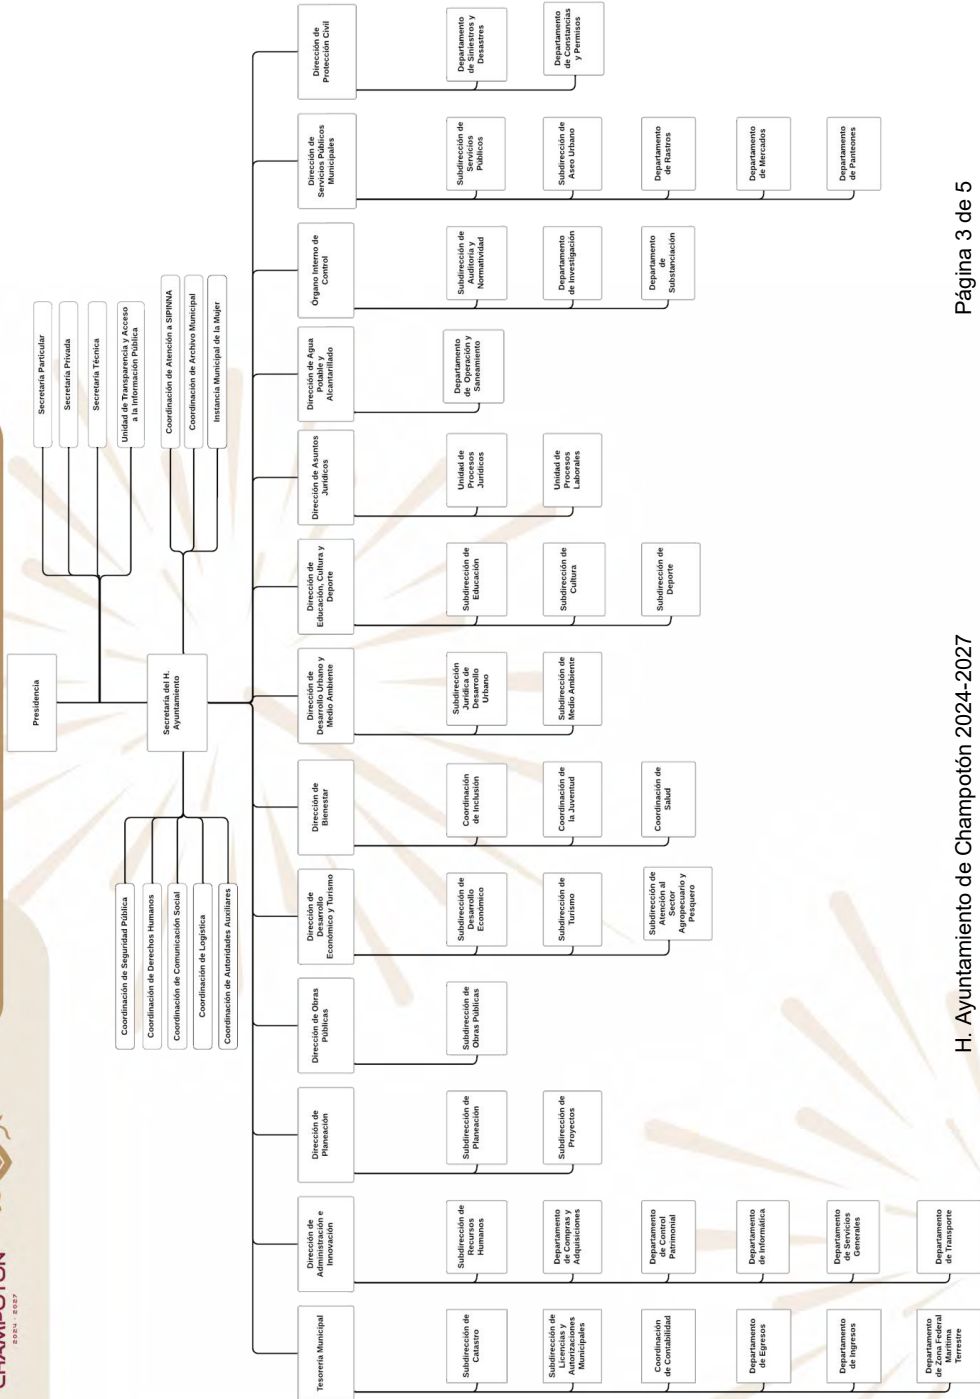 CHAMPOTÓN
2024 - 2027
Presidencia
Secretaría Particular
Secretaría Privada
Secretaría Técnica
Unidad de Transparencia y Acceso
a la Información Pública
Secretaría del H.
Ayuntamiento
Coordinación de Seguridad Pública
Coordinación de Derechos Humanos
Coordinación de Comunicación Social
Coordinación de Logística
Coordinación de Autoridades Auxiliares
Coordinación de Atención a SIPINNA
Coordinación de Archivo Municipal
Instancia Municipal de la Mujer
Tesorería Municipal
Subdirección de
Catastro
Subdirección de
Licencias y
Autorizaciones
Municipales
Coordinación
de Contabilidad
Departamento
de Egresos
Departamento
de Ingresos
Departamento
de Zona Federal
Marítima
Terrestre
Dirección de
Administración e
Innovación
Subdirección de
Recursos
Humanos
Departamento
de Compras y
Adquisiciones
Departamento
de Control
Patrimonial
Departamento
de Informática
Departamento
de Servicios
Generales
Departamento
de Transporte
Dirección de
Planeación
Subdirección de
Planeación
Subdirección de
Proyectos
Dirección de Obras
Públicas
Subdirección de
Obras Públicas
Dirección de
Desarrollo
Económico y Turismo
Subdirección de
Desarrollo
Económico
Subdirección de
Turismo
Subdirección de
Atención al
Sector
Agropecuario y
Pesquero
Dirección de
Bienestar
Coordinación
de Inclusión
Coordinación de
la Juventud
Coordinación de
Salud
Dirección de
Desarrollo Urbano y
Medio Ambiente
Subdirección
Jurídica de
Desarrollo
Urbano
Subdirección de
Medio Ambiente
Dirección de
Educación, Cultura y
Deporte
Subdirección de
Educación
Subdirección de
Cultura
Subdirección de
Deporte
Dirección de Asuntos
Jurídicos
Unidad de
Procesos
Jurídicos
Unidad de
Procesos
Laborales
Dirección de Agua
Potable y
Alcantarillado
Departamento
de Operación y
Saneamiento
Órgano Interno de
Control
Subdirección de
Auditoría y
Normatividad
Departamento
de Investigación
Departamento
de
Substanciación
Dirección de
Servicios Públicos
Municipales
Subdirección de
Servicios
Públicos
Subdirección de
Aseo Urbano
Departamento
de Rastros
Departamento
de Mercados
Departamento
de Panteones
Dirección de
Protección Civil
Departamento
de Siniestros y
Desastres
Departamento
de Constancias
y Permisos
H. Ayuntamiento de Champotón 2024-2027
Página 3 de 5